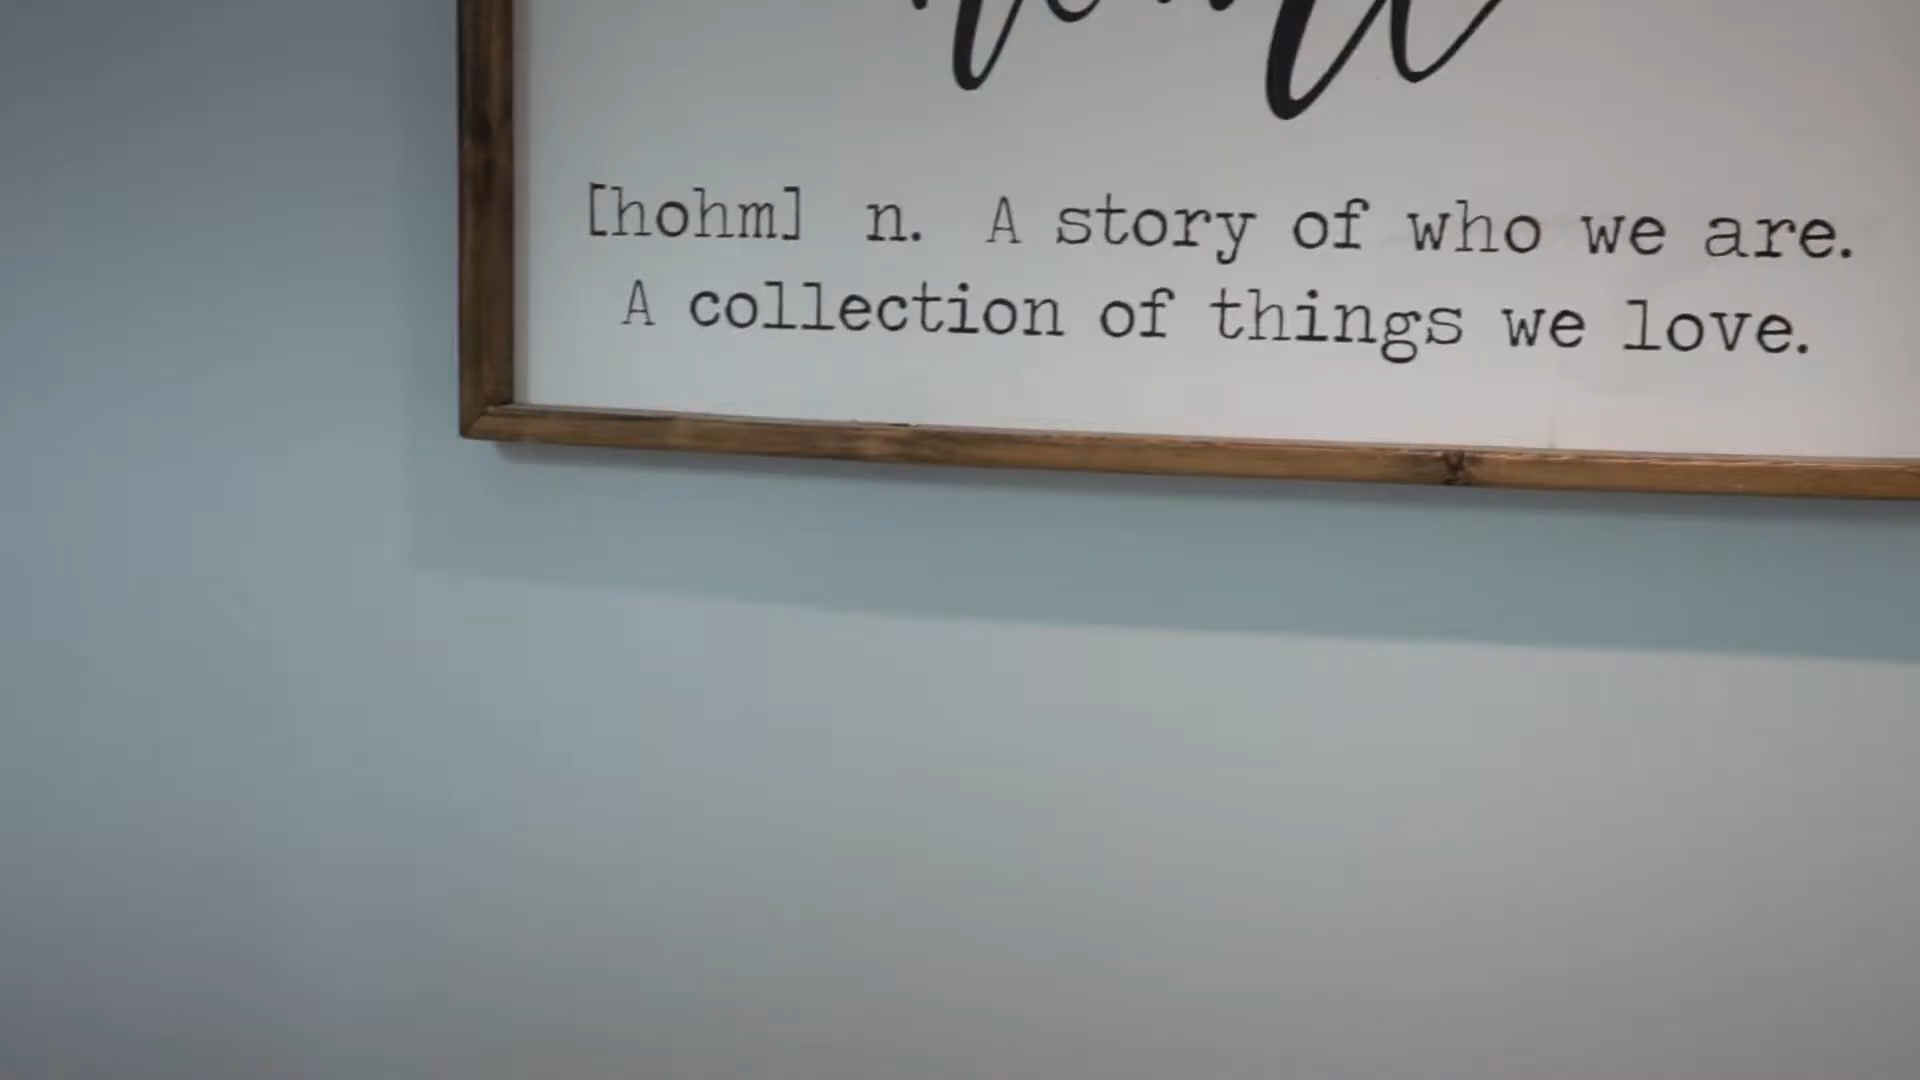 [hohm] n. A story of who we are.
A collection of things we love.